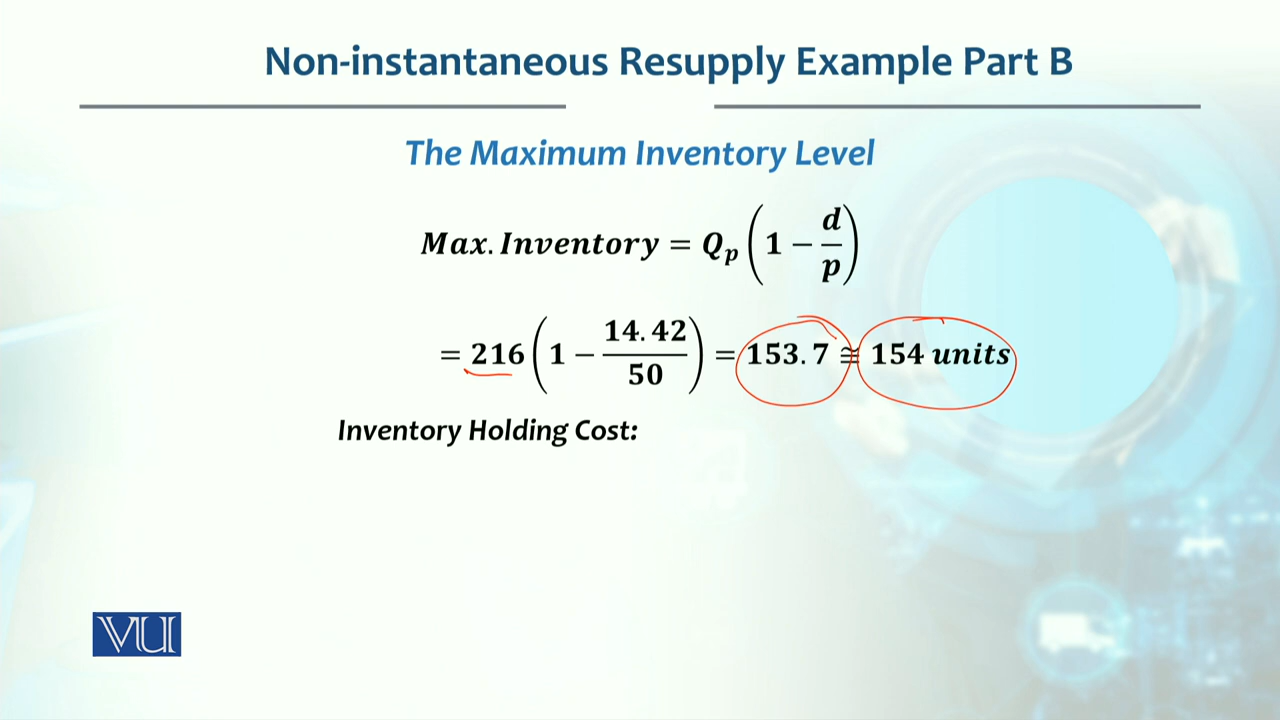 Non-instantaneous Resupply Example Part B
The Maximum Inventory Level
Max. Inventory = Q_p (1 − d/p)
= 216 (1 − 14.42/50) = 153.7 ≅ 154 units
Inventory Holding Cost:
VU